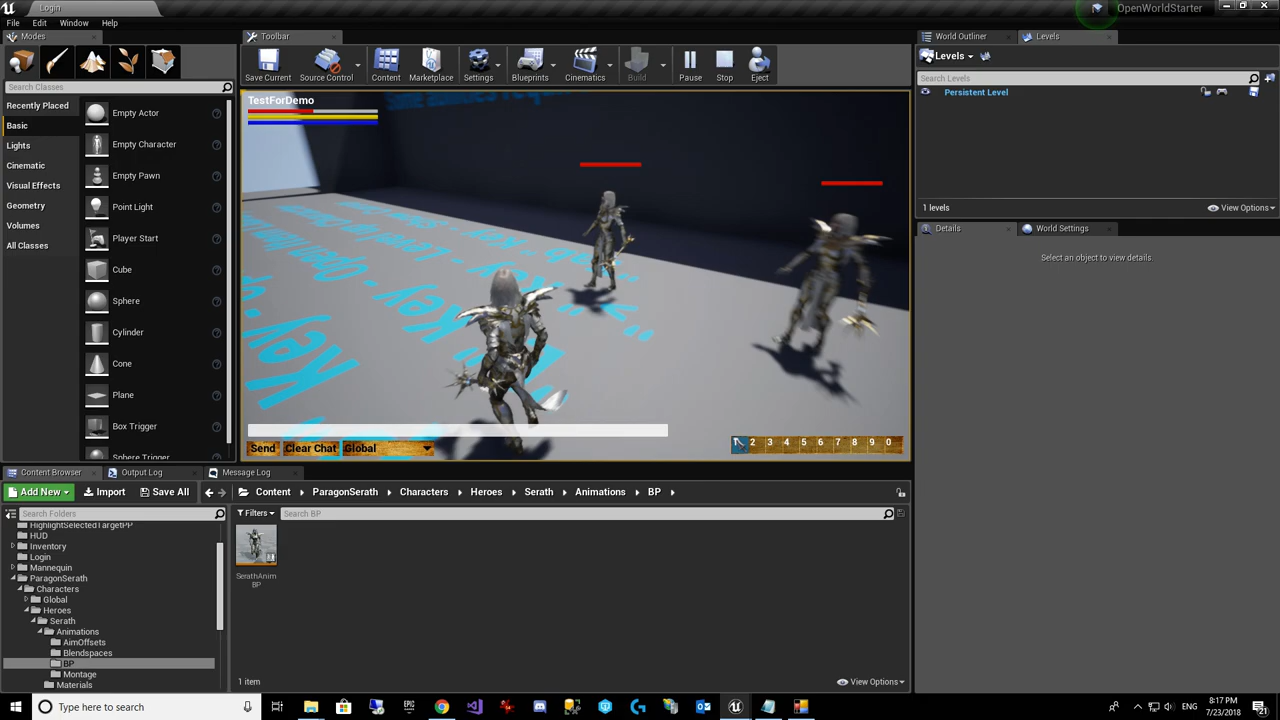 Login
OpenWorldStarter
File Edit Window Help
Modes
Toolbar
World Outliner
Levels
Save Current
Source Control
Content
Marketplace
Settings
Blueprints
Cinematics
Build
Pause
Stop
Eject
Levels
Search Classes
Search Levels
Persistent Level
Recently Placed
Basic
Lights
Cinematic
Visual Effects
Geometry
Volumes
All Classes
Empty Actor
Empty Character
Empty Pawn
Point Light
Player Start
Cube
Sphere
Cylinder
Cone
Plane
Box Trigger
Sphere Trigger
TestForDemo
Send
Clear Chat
Global
1 2 3 4 5 6 7 8 9 0
1 levels
View Options
Details
World Settings
Select an object to view details.
Content Browser
Output Log
Message Log
Add New
Import
Save All
Content
ParagonSerath
Characters
Heroes
Serath
Animations
BP
Search Folders
Filters
Search BP
HighlightSelectedTargetPP
HUD
Inventory
Login
Mannequin
ParagonSerath
Characters
Global
Heroes
Serath
Animations
AimOffsets
Blendspaces
BP
Montage
Materials
SerathAnim
BP
1 item
View Options
Type here to search
8:17 PM
7/23/2018